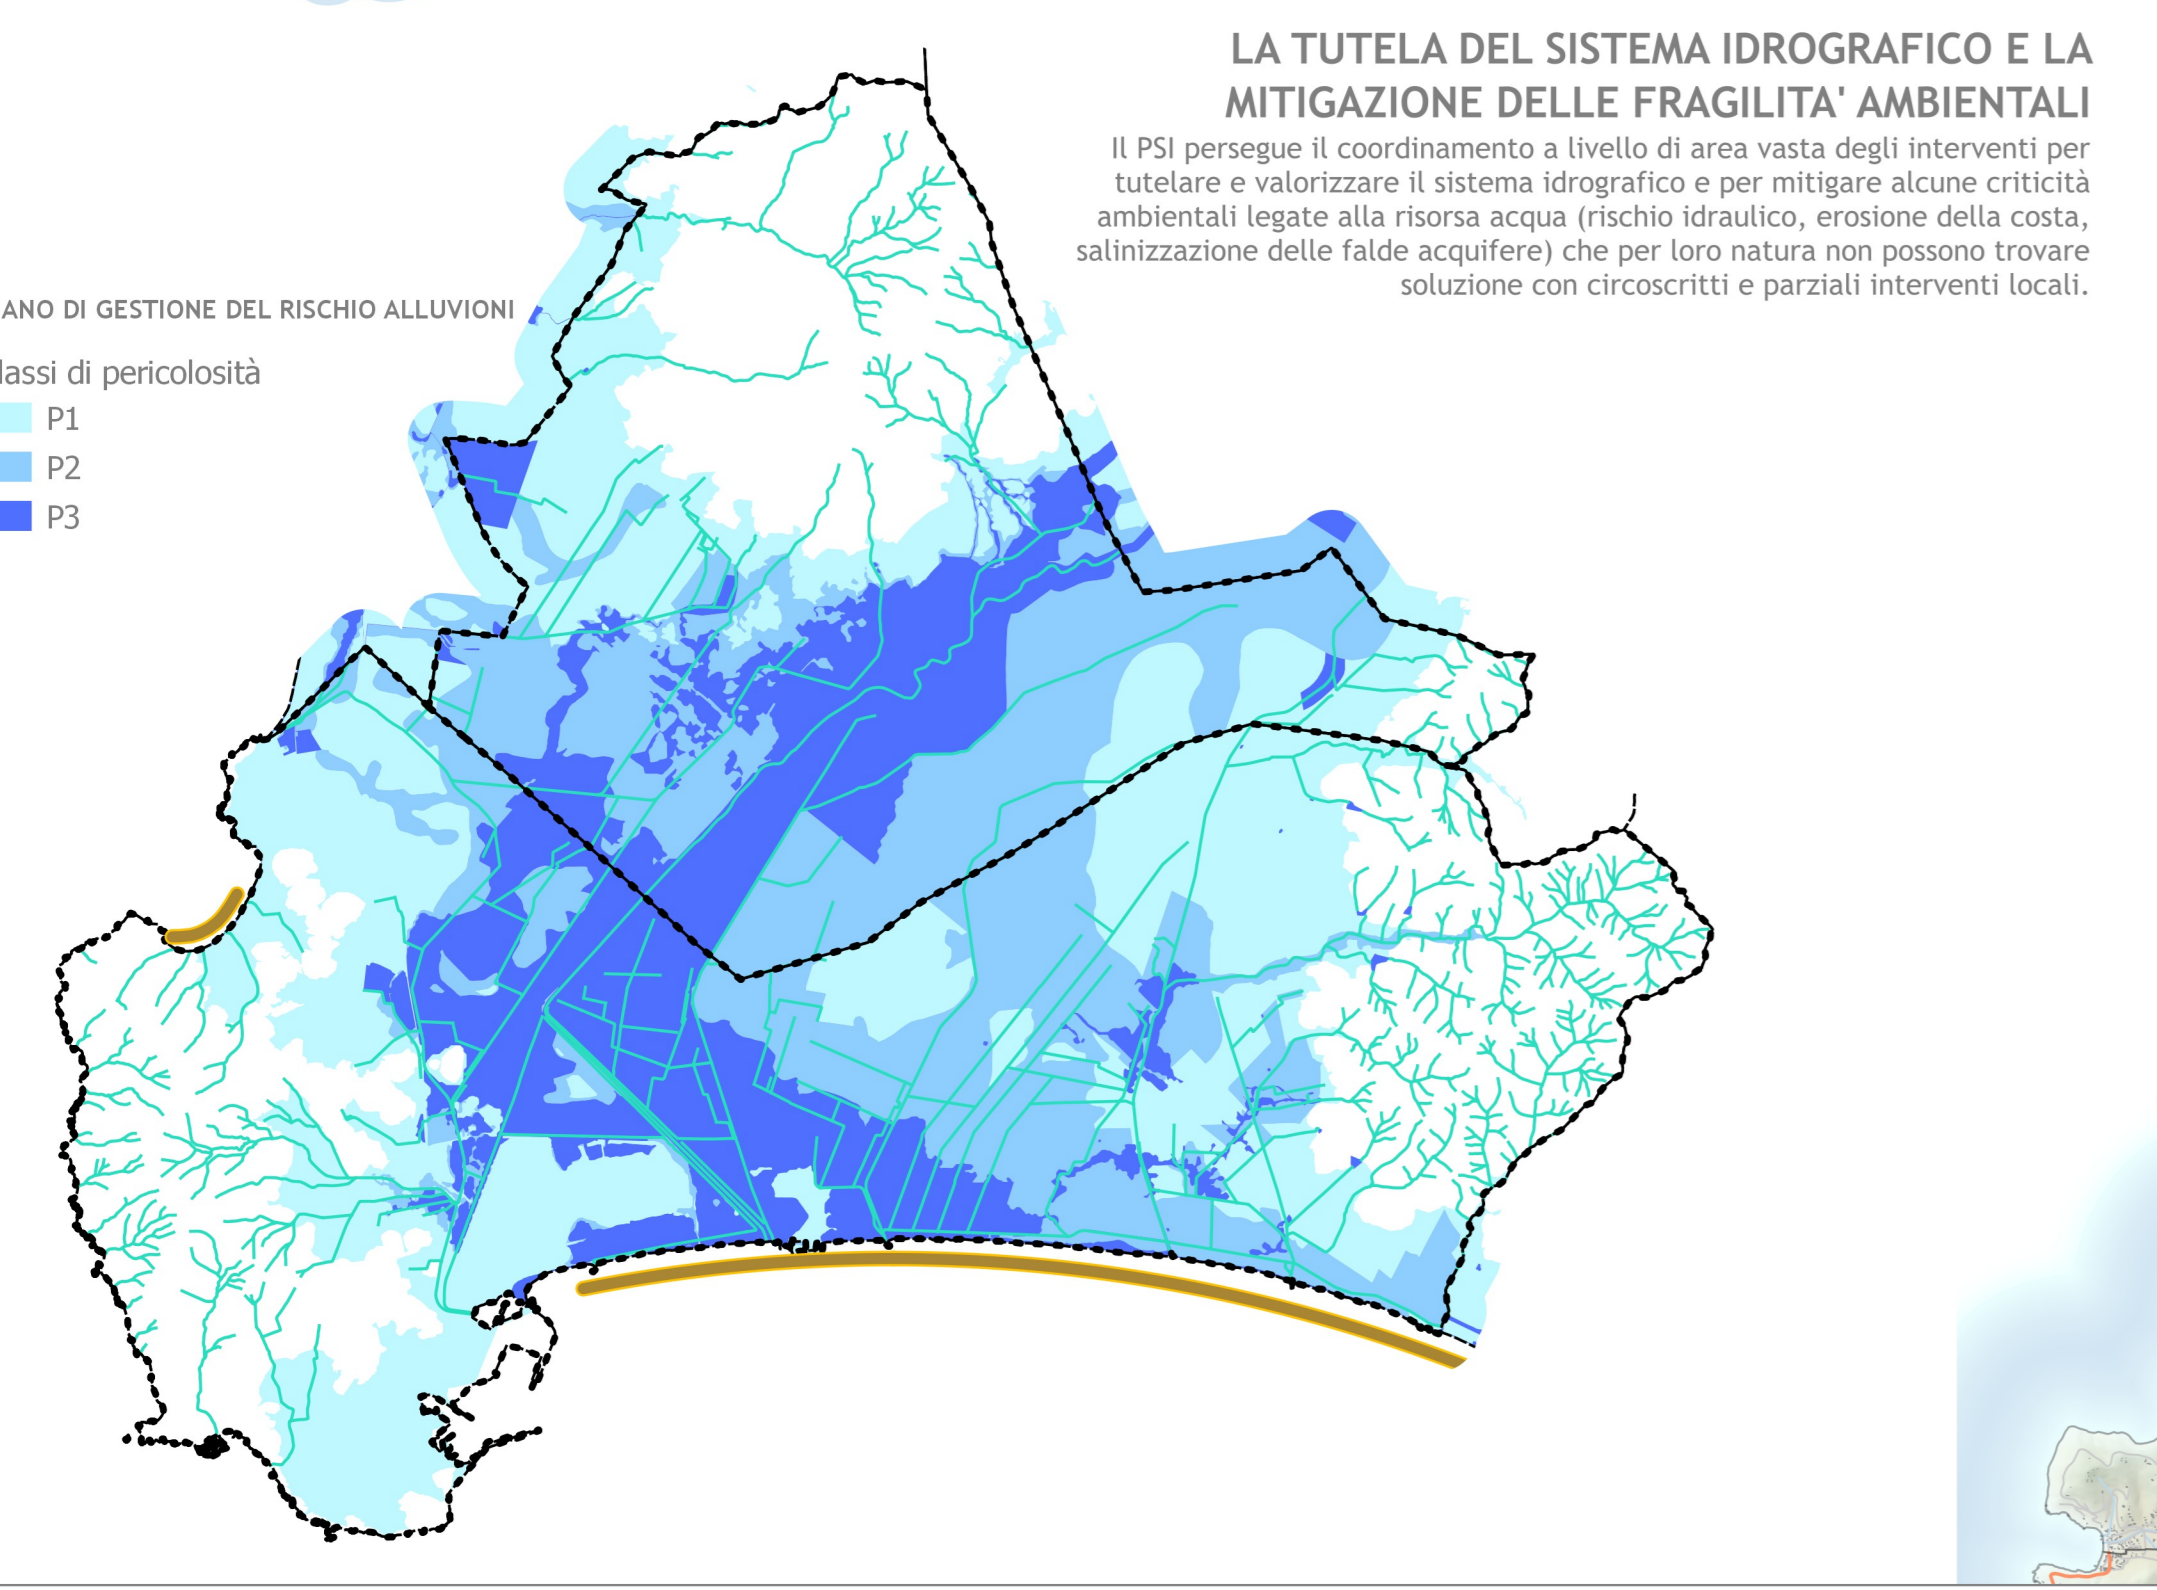 LA TUTELA DEL SISTEMA IDROGRAFICO E LA
MITIGAZIONE DELLE FRAGILITA' AMBIENTALI
Il PSI persegue il coordinamento a livello di area vasta degli interventi per
tutelare e valorizzare il sistema idrografico e per mitigare alcune criticità
ambientali legate alla risorsa acqua (rischio idraulico, erosione della costa,
salinizzazione delle falde acquifere) che per loro natura non possono trovare
soluzione con circoscritti e parziali interventi locali.
ANO DI GESTIONE DEL RISCHIO ALLUVIONI
lassi di pericolosità
P1
P2
P3